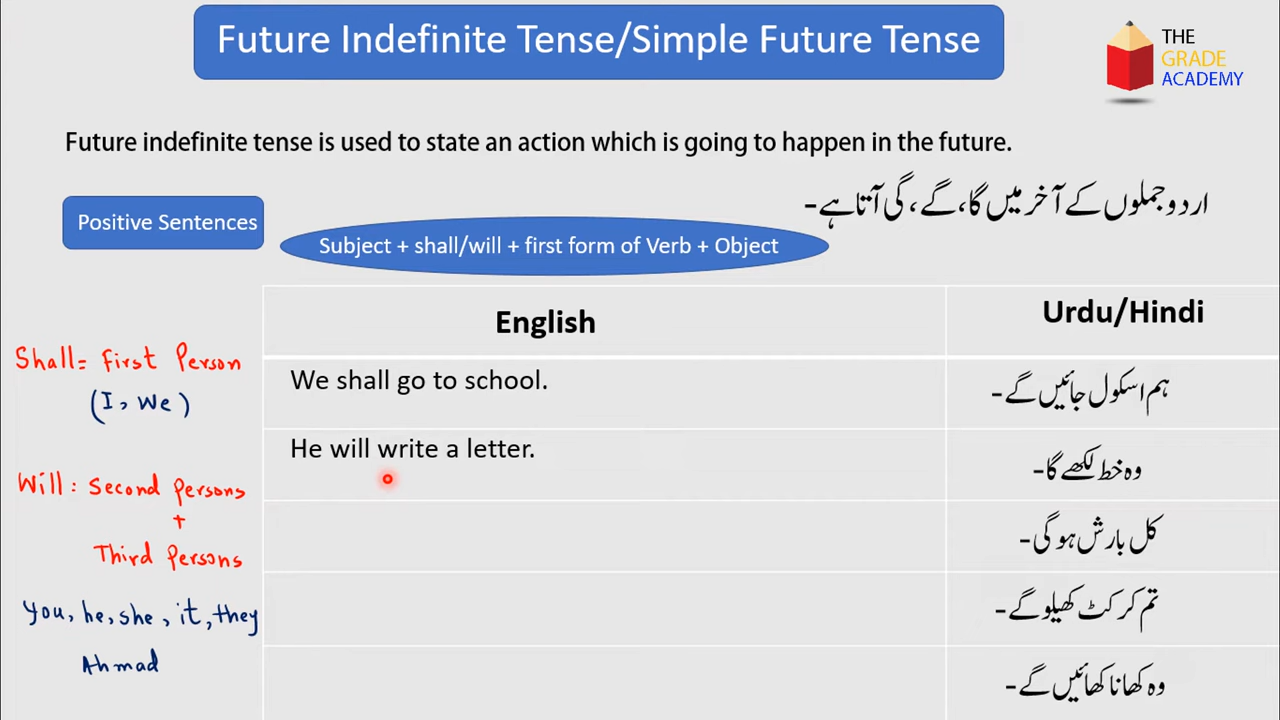 Future Indefinite Tense/Simple Future Tense
THE
GRADE
ACADEMY
Future indefinite tense is used to state an action which is going to happen in the future.
اردو جملوں کے آخر میں گا، گے ، گی آتا ہے-
Positive Sentences
Subject + shall/will + first form of Verb + Object
English
Urdu/Hindi
Shall= First Person
(I, We)
We shall go to school.
ہم اسکول جائیں گے-
He will write a letter.
وہ خط لکھے گا-
Will: Second Persons
+
Third Persons
کل بارش ہو گی-
You, he, she, it, they
Ahmad
تم کرکٹ کھیلو گے-
وہ کھانا کھائیں گے-